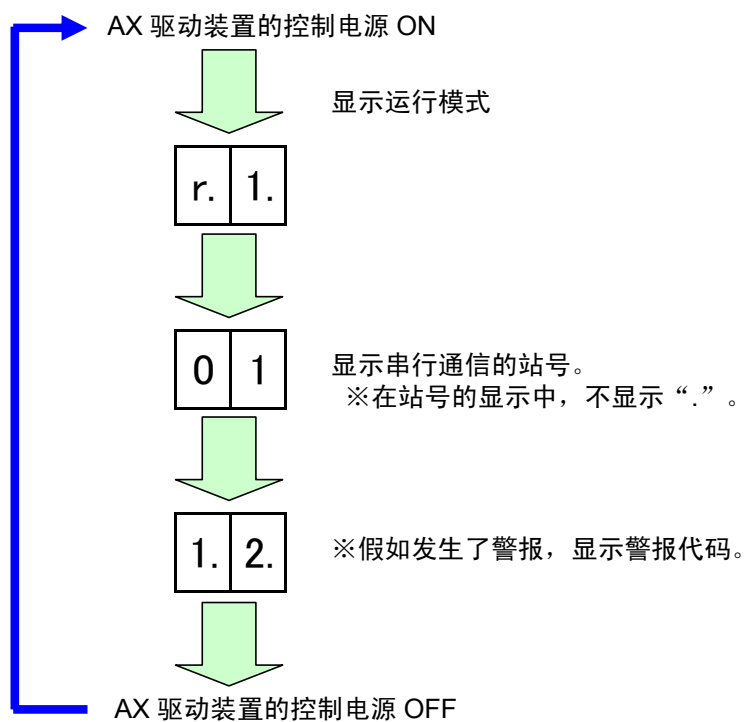 AX 驱动装置的控制电源 ON
显示运行模式
r. 1.
0 1
显示串行通信的站号。
※在站号的显示中，不显示“.”。
1. 2.
※假如发生了警报，显示警报代码。
AX 驱动装置的控制电源 OFF